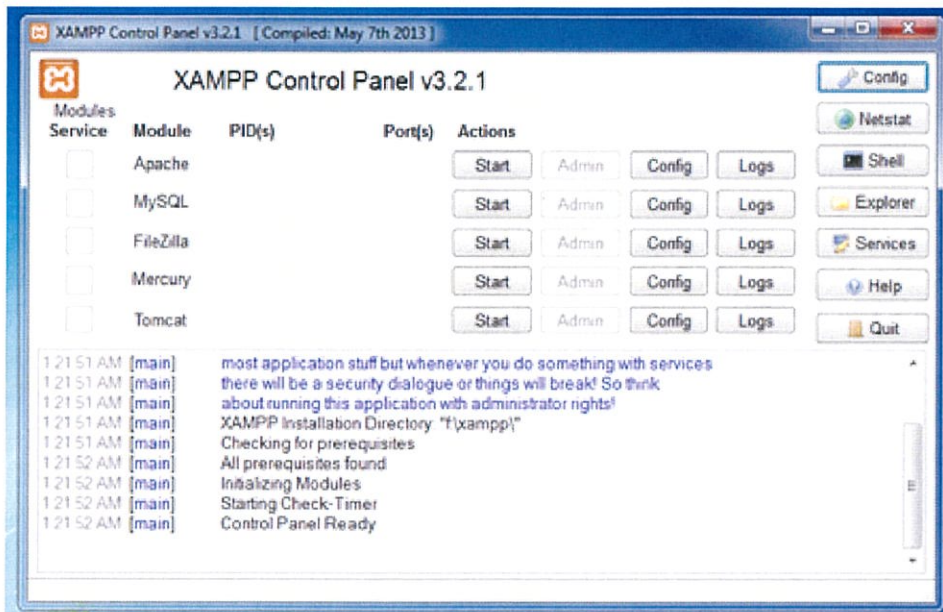 XAMPP Control Panel v3.2.1 [ Compiled: May 7th 2013 ]
XAMPP Control Panel v3.2.1
Config
Netstat
Shell
Explorer
Services
Help
Quit
Modules
Service Module PID(s) Port(s) Actions
Apache Start Admin Config Logs
MySQL Start Admin Config Logs
FileZilla Start Admin Config Logs
Mercury Start Admin Config Logs
Tomcat Start Admin Config Logs
1:21:51 AM [main] most application stuff but whenever you do something with services
1:21:51 AM [main] there will be a security dialogue or things will break! So think
1:21:51 AM [main] about running this application with administrator rights!
1:21:51 AM [main] XAMPP Installation Directory: "f:\xampp\"
1:21:51 AM [main] Checking for prerequisites
1:21:52 AM [main] All prerequisites found
1:21:52 AM [main] Initializing Modules
1:21:52 AM [main] Starting Check-Timer
1:21:52 AM [main] Control Panel Ready